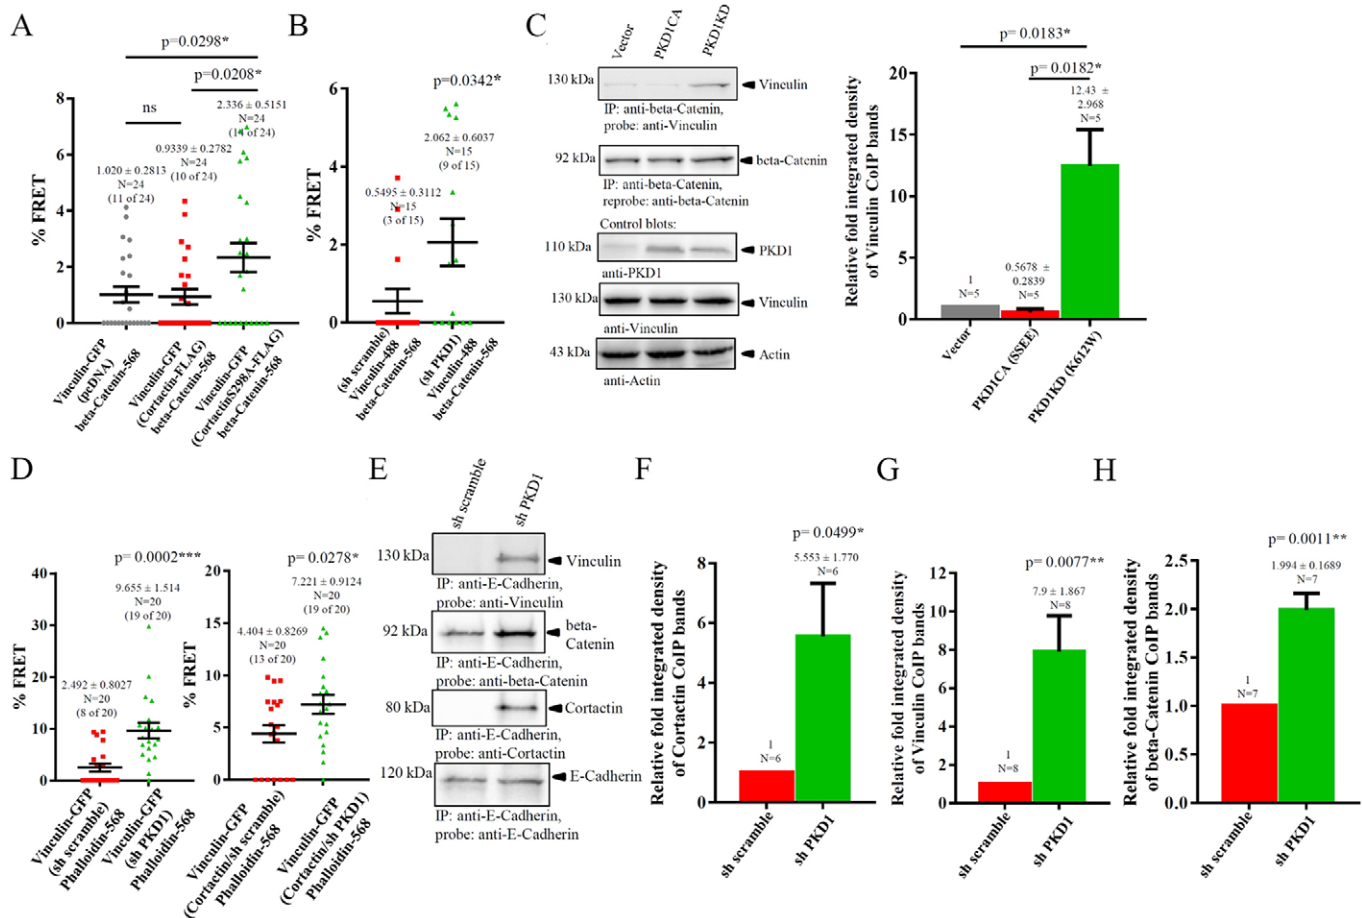 A
p=0.0298*
p=0.0208*
ns
2.336 ± 0.5151
N=24
(14 of 24)
0.9339 ± 0.2782
N=24
(10 of 24)
1.020 ± 0.2813
N=24
(11 of 24)
8
6
4
2
0
% FRET
Vinculin-GFP
(pcDNA)
beta-Catenin-568
Vinculin-GFP
(Cortactin-FLAG)
beta-Catenin-568
Vinculin-GFP
(CortactinS298A-FLAG)
beta-Catenin-568
B
p=0.0342*
2.062 ± 0.6037
N=15
(9 of 15)
0.5495 ± 0.3112
N=15
(3 of 15)
6
4
2
0
% FRET
(sh scramble)
Vinculin-488
beta-Catenin-568
(sh PKD1)
Vinculin-488
beta-Catenin-568
C
Vector
PKD1CA
PKD1KD
130 kDa
Vinculin
IP: anti-beta-Catenin,
probe: anti-Vinculin
92 kDa
beta-Catenin
IP: anti-beta-Catenin,
reprobe: anti-beta-Catenin
Control blots:
110 kDa
PKD1
anti-PKD1
130 kDa
Vinculin
anti-Vinculin
43 kDa
Actin
anti-Actin
p= 0.0183*
p= 0.0182*
12.43 ±
2.968
N=5
0.5678 ±
0.2839
N=5
1
N=5
20
15
10
5
0
Relative fold integrated density
of Vinculin CoIP bands
Vector
PKD1CA (SSEE)
PKD1KD (K612W)
D
p= 0.0002***
9.655 ± 1.514
N=20
(19 of 20)
2.492 ± 0.8027
N=20
(8 of 20)
40
30
20
10
0
% FRET
Vinculin-GFP
(sh scramble)
Phalloidin-568
Vinculin-GFP
(sh PKD1)
Phalloidin-568
p= 0.0278*
7.221 ± 0.9124
N=20
(19 of 20)
4.404 ± 0.8269
N=20
(13 of 20)
20
15
10
5
0
% FRET
Vinculin-GFP
(Cortactin/sh scramble)
Phalloidin-568
Vinculin-GFP
(Cortactin/sh PKD1)
Phalloidin-568
E
sh scramble
sh PKD1
130 kDa
Vinculin
IP: anti-E-Cadherin,
probe: anti-Vinculin
92 kDa
beta-
Catenin
IP: anti-E-Cadherin,
probe: anti-beta-Catenin
80 kDa
Cortactin
IP: anti-E-Cadherin,
probe: anti-Cortactin
120 kDa
E-Cadherin
IP: anti-E-Cadherin,
probe: anti-E-Cadherin
F
p= 0.0499*
5.553 ± 1.770
N=6
1
N=6
8
6
4
2
0
Relative fold integrated density
of Cortactin CoIP bands
sh scramble
sh PKD1
G
p= 0.0077**
7.9 ± 1.867
N=8
1
N=8
12
10
8
6
4
2
0
Relative fold integrated density
of Vinculin CoIP bands
sh scramble
sh PKD1
H
p= 0.0011**
1.994 ± 0.1689
N=7
1
N=7
2.5
2.0
1.5
1.0
0.5
0.0
Relative fold integrated density
of beta-Catenin CoIP bands
sh scramble
sh PKD1